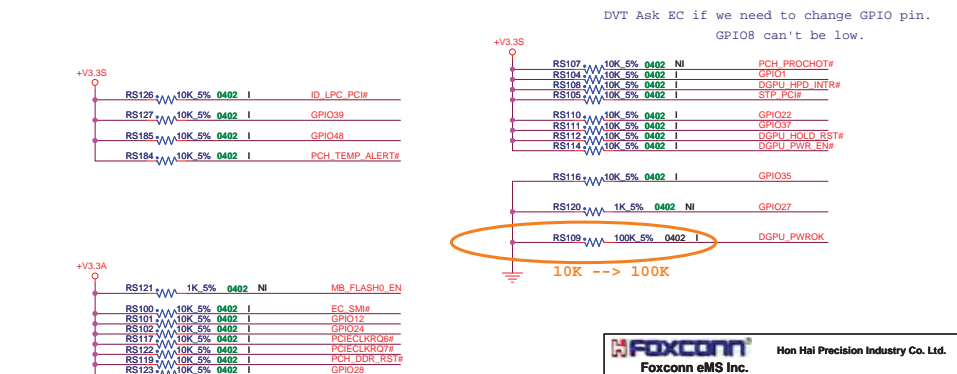 DVT Ask EC if we need to change GPIO pin.
GPIO8 can't be low.
+V3.3S
RS126 10K_5% 0402 I ID_LPC_PCI#
RS127 10K_5% 0402 I GPIO39
RS185 10K_5% 0402 I GPIO48
RS184 10K_5% 0402 I PCH_TEMP_ALERT#
+V3.3S
RS107 10K_5% 0402 NI PCH_PROCHOT#
RS104 10K_5% 0402 I GPIO1
RS108 10K_5% 0402 I DGPU_HPD_INTR#
RS105 10K_5% 0402 I STP_PCI#
RS110 10K_5% 0402 I GPIO22
RS111 10K_5% 0402 I GPIO37
RS112 10K_5% 0402 I DGPU_HOLD_RST#
RS114 10K_5% 0402 I DGPU_PWR_EN#
RS116 10K_5% 0402 I GPIO35
RS120 1K_5% 0402 NI GPIO27
RS109 100K_5% 0402 I DGPU_PWROK
10K --> 100K
+V3.3A
RS121 1K_5% 0402 NI MB_FLASH0_EN
RS100 10K_5% 0402 I EC_SMI#
RS101 10K_5% 0402 I GPIO12
RS102 10K_5% 0402 I GPIO24
RS117 10K_5% 0402 I PCIECLKRQ6#
RS122 10K_5% 0402 I PCIECLKRQ7#
RS119 10K_5% 0402 I PCH_DDR_RST#
RS123 10K_5% 0402 I GPIO28
FOXCONN Hon Hai Precision Industry Co. Ltd.
Foxconn eMS Inc.